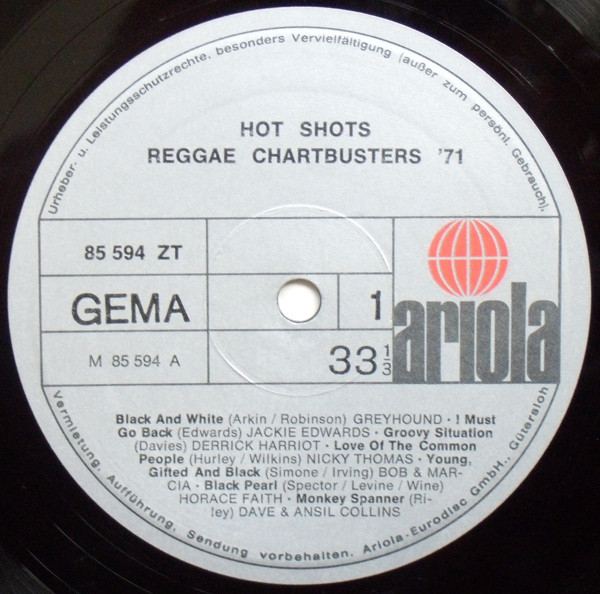 Urheber- u. Leistungsschutzrechte, besonders Vervielfältigung (außer zum persönl. Gebrauch).
HOT SHOTS
REGGAE CHARTBUSTERS '71
85 594 ZT
GEMA
1
M 85 594 A
33 1/3
ariola
Black And White (Arkin / Robinson) GREYHOUND · I Must
Go Back (Edwards) JACKIE EDWARDS · Groovy Situation
(Davies) DERRICK HARRIOT · Love Of The Common
People (Hurley / Wilkins) NICKY THOMAS · Young,
Gifted And Black (Simone / Irving) BOB & MAR-
CIA · Black Pearl (Spector / Levine / Wine)
HORACE FAITH · Monkey Spanner (Ri-
ley) DAVE & ANSIL COLLINS
Vermietung, Aufführung, Sendung vorbehalten. Ariola-Eurodisc GmbH., Gütersloh